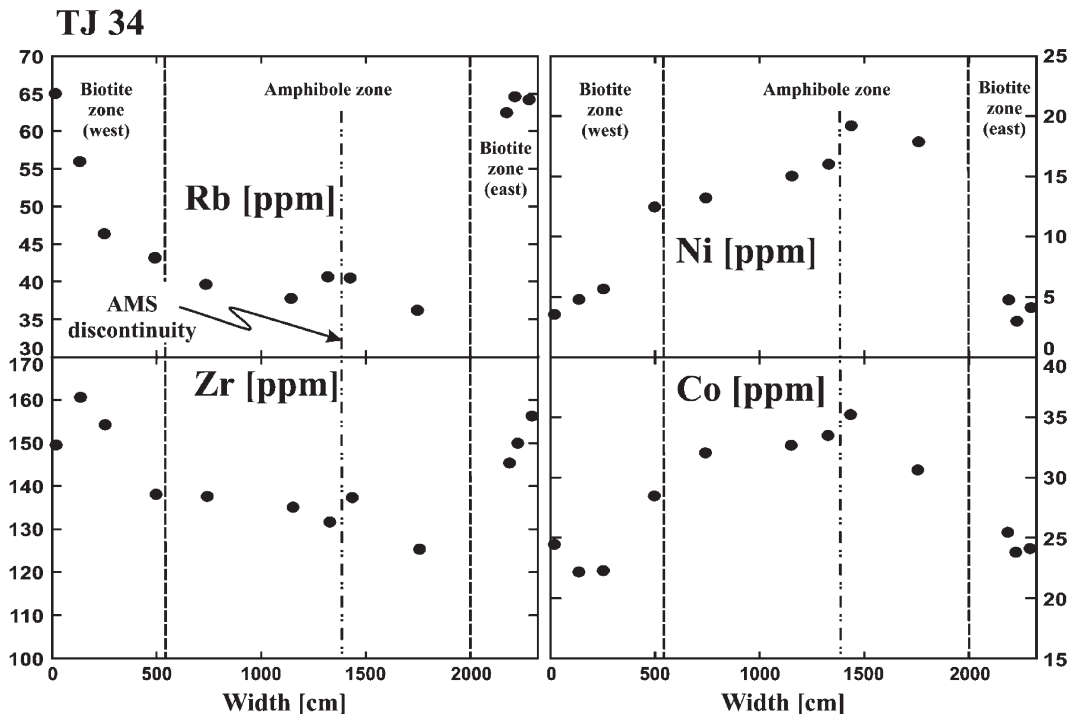 TJ 34
70
65
60
55
50
45
40
35
30
Biotite
zone
(west)
Amphibole zone
Biotite
zone
(east)
Rb [ppm]
AMS
discontinuity
25
20
15
10
5
0
Biotite
zone
(west)
Amphibole zone
Biotite
zone
(east)
Ni [ppm]
170
160
150
140
130
120
110
100
Zr [ppm]
0
500
1000
1500
2000
Width [cm]
40
35
30
25
20
15
Co [ppm]
0
500
1000
1500
2000
Width [cm]